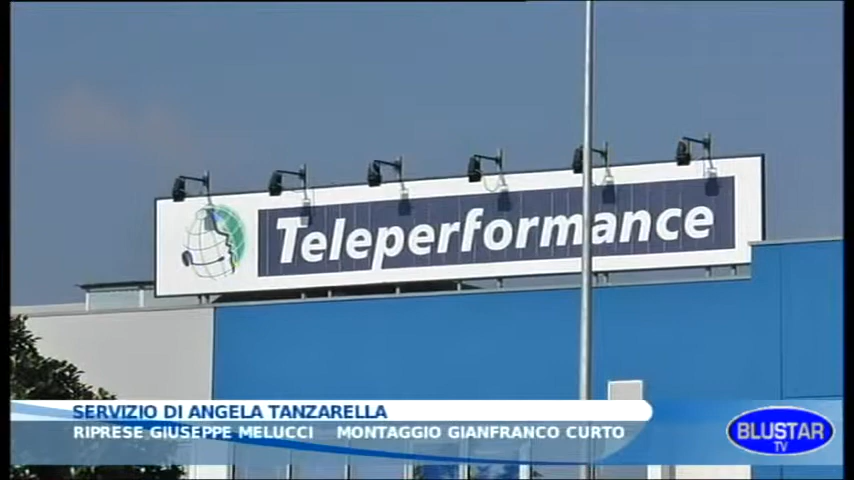 Teleperformance
SERVIZIO DI ANGELA TANZARELLA
RIPRESE GIUSEPPE MELUCCI MONTAGGIO GIANFRANCO CURTO
BLUSTAR
TV